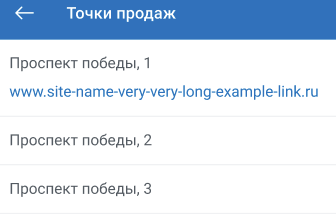 Точки продаж
Проспект победы, 1
www.site-name-very-very-long-example-link.ru
Проспект победы, 2
Проспект победы, 3